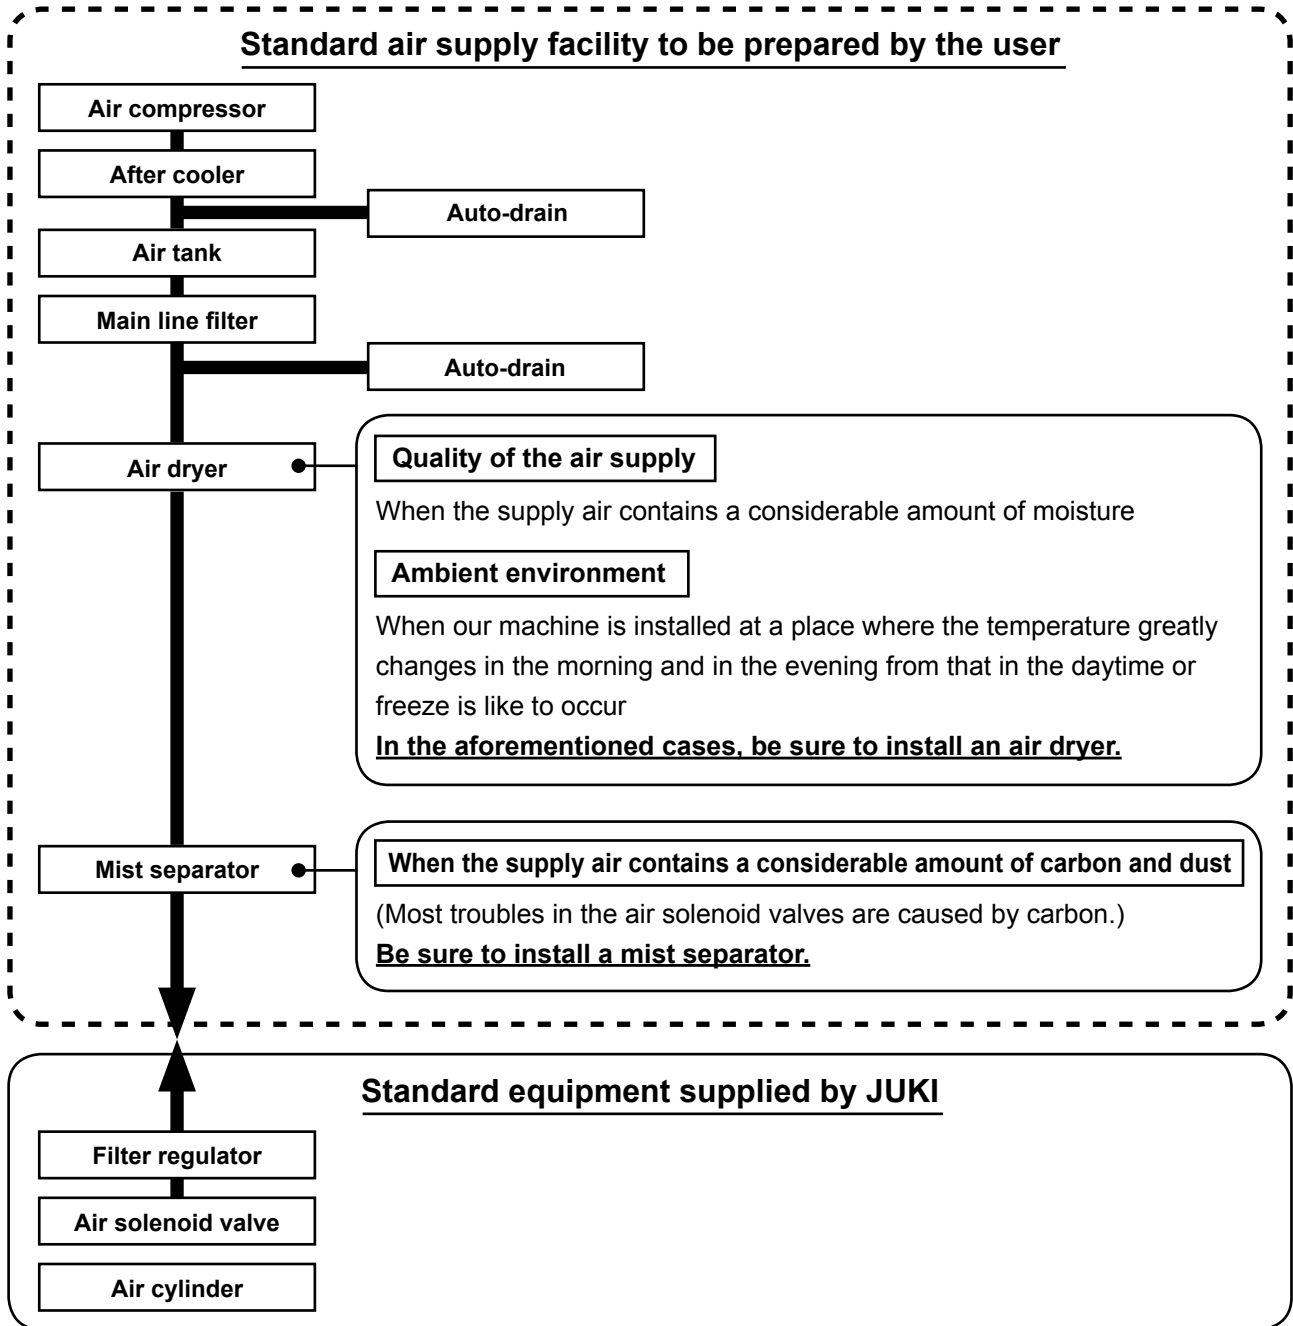 Standard air supply facility to be prepared by the user
Air compressor
After cooler
Auto-drain
Air tank
Main line filter
Auto-drain
Air dryer
Quality of the air supply
When the supply air contains a considerable amount of moisture
Ambient environment
When our machine is installed at a place where the temperature greatly
changes in the morning and in the evening from that in the daytime or
freeze is like to occur
In the aforementioned cases, be sure to install an air dryer.
Mist separator
When the supply air contains a considerable amount of carbon and dust
(Most troubles in the air solenoid valves are caused by carbon.)
Be sure to install a mist separator.
Standard equipment supplied by JUKI
Filter regulator
Air solenoid valve
Air cylinder